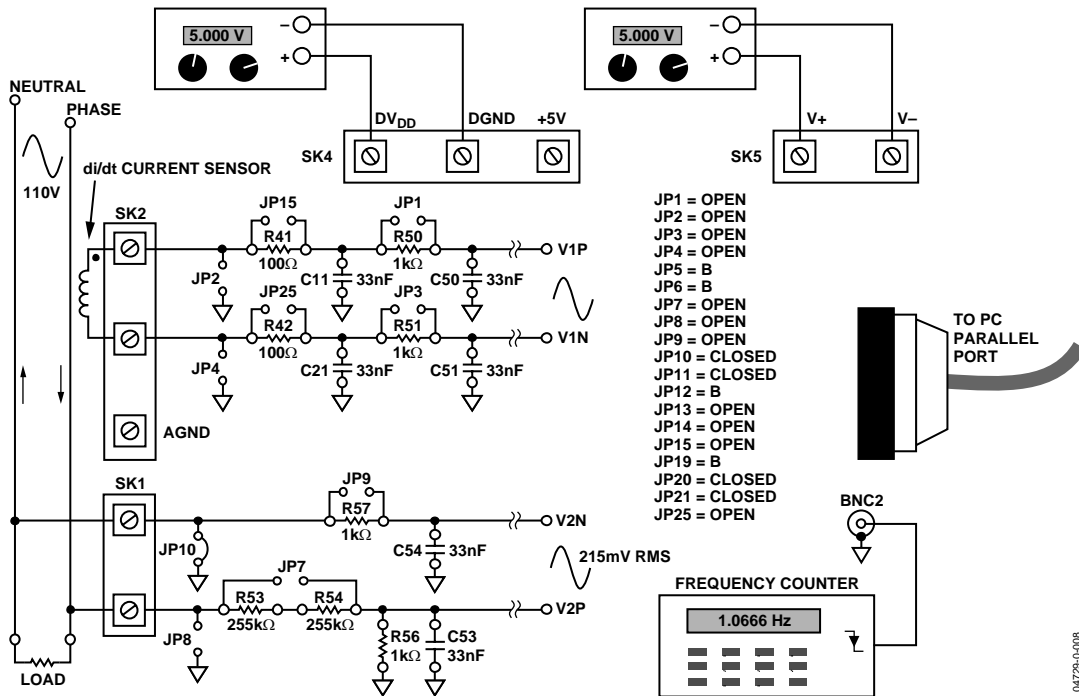 5.000 V
–
+
5.000 V
–
+
NEUTRAL
PHASE
110V
di/dt CURRENT SENSOR
DVDD
DGND
+5V
SK4
V+
V–
SK5
SK2
JP15
R41
100Ω
JP1
R50
1kΩ
V1P
JP2
C11
33nF
C50
33nF
JP25
R42
100Ω
JP3
R51
1kΩ
V1N
JP4
C21
33nF
C51
33nF
AGND
JP1 = OPEN
JP2 = OPEN
JP3 = OPEN
JP4 = OPEN
JP5 = B
JP6 = B
JP7 = OPEN
JP8 = OPEN
JP9 = OPEN
JP10 = CLOSED
JP11 = CLOSED
JP12 = B
JP13 = OPEN
JP14 = OPEN
JP15 = OPEN
JP19 = B
JP20 = CLOSED
JP21 = CLOSED
JP25 = OPEN
TO PC
PARALLEL
PORT
SK1
JP9
R57
1kΩ
V2N
JP10
C54
33nF
215mV RMS
JP7
R53
255kΩ
R54
255kΩ
V2P
JP8
R56
1kΩ
C53
33nF
LOAD
BNC2
FREQUENCY COUNTER
1.0666 Hz
04729-0-008